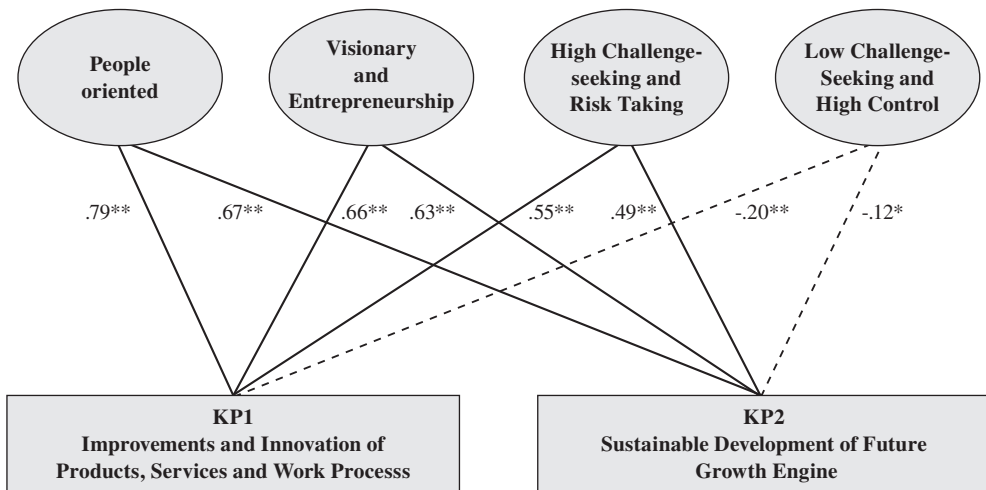 People
oriented
Visionary
and
Entrepreneurship
High Challenge-
seeking and
Risk Taking
Low Challenge-
Seeking and
High Control
.79**
.67**
.66**
.63**
.55**
.49**
-.20**
-.12*
KP1
Improvements and Innovation of
Products, Services and Work Processs
KP2
Sustainable Development of Future
Growth Engine